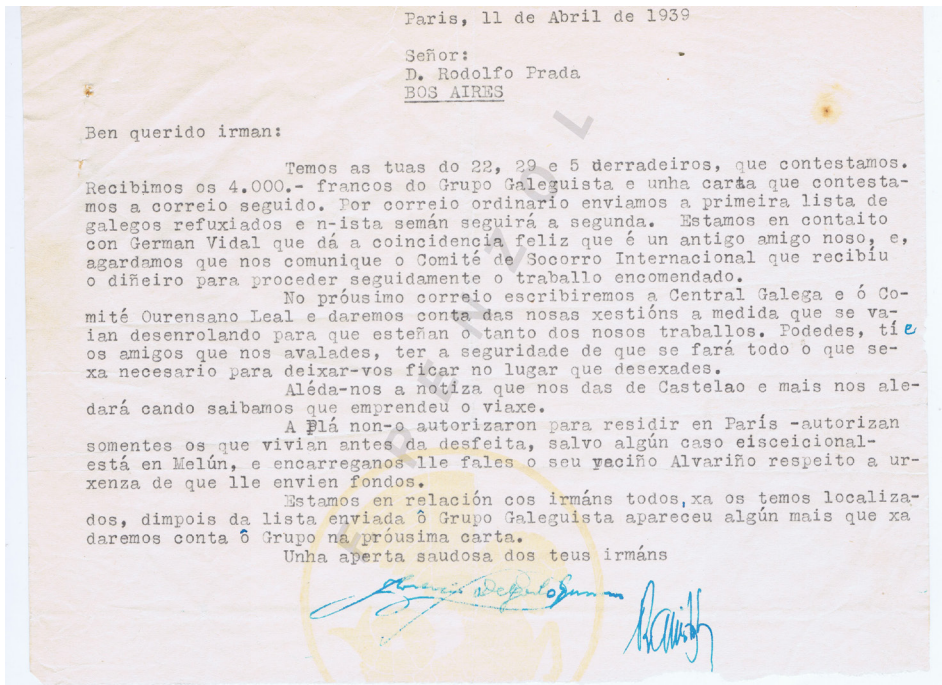 Paris, 11 de Abril de 1939
Señor:
D. Rodolfo Prada
BOS AIRES
Ben querido irman:
Temos as tuas do 22, 29 e 5 derradeiros, que contestamos.
Recibimos os 4.000.- francos do Grupo Galeguista e unha carta que contesta-
mos a correio seguido. Por correio ordinario enviamos a primeira lista de
galegos refuxiados e n-ista semán seguirá a segunda. Estamos en contaito
con German Vidal que dá a coincidencia feliz que é un antigo amigo noso, e,
agardamos que nos comunique o Comité de Socorro Internacional que recibíu
o diñeiro para proceder seguidamente o traballo encomendado.
No próusimo correio escribiremos a Central Galega e ó Co-
mité Ourensano Leal e daremos conta das nosas xestións a medida que se va-
ian desenrolando para que esteñan o tanto dos nosos traballos. Podedes, tí e
os amigos que nos avalades, ter a seguridade de que se fará todo o que se-
xa necesario para deixar-vos ficar no lugar que desexades.
Aléda-nos a notiza que nos das de Castelao e mais nos ale-
dará cando saibamos que emprendeu o viaxe.
A Plá non-o autorizaron para residir en París -autorizan
somentes os que vivian antes da desfeita, salvo algún caso eisceicional-
está en Melún, e encarreganos lle fales o seu veciño Alvariño respeito a ur-
xenza de que lle envien fondos.
Estamos en relación cos irmáns todos, xa os temos localiza-
dos, dimpois da lista enviada ô Grupo Galeguista apareceu algún mais que xa
daremos conta ô Grupo na próusima carta.
Unha aperta saudosa dos teus irmáns